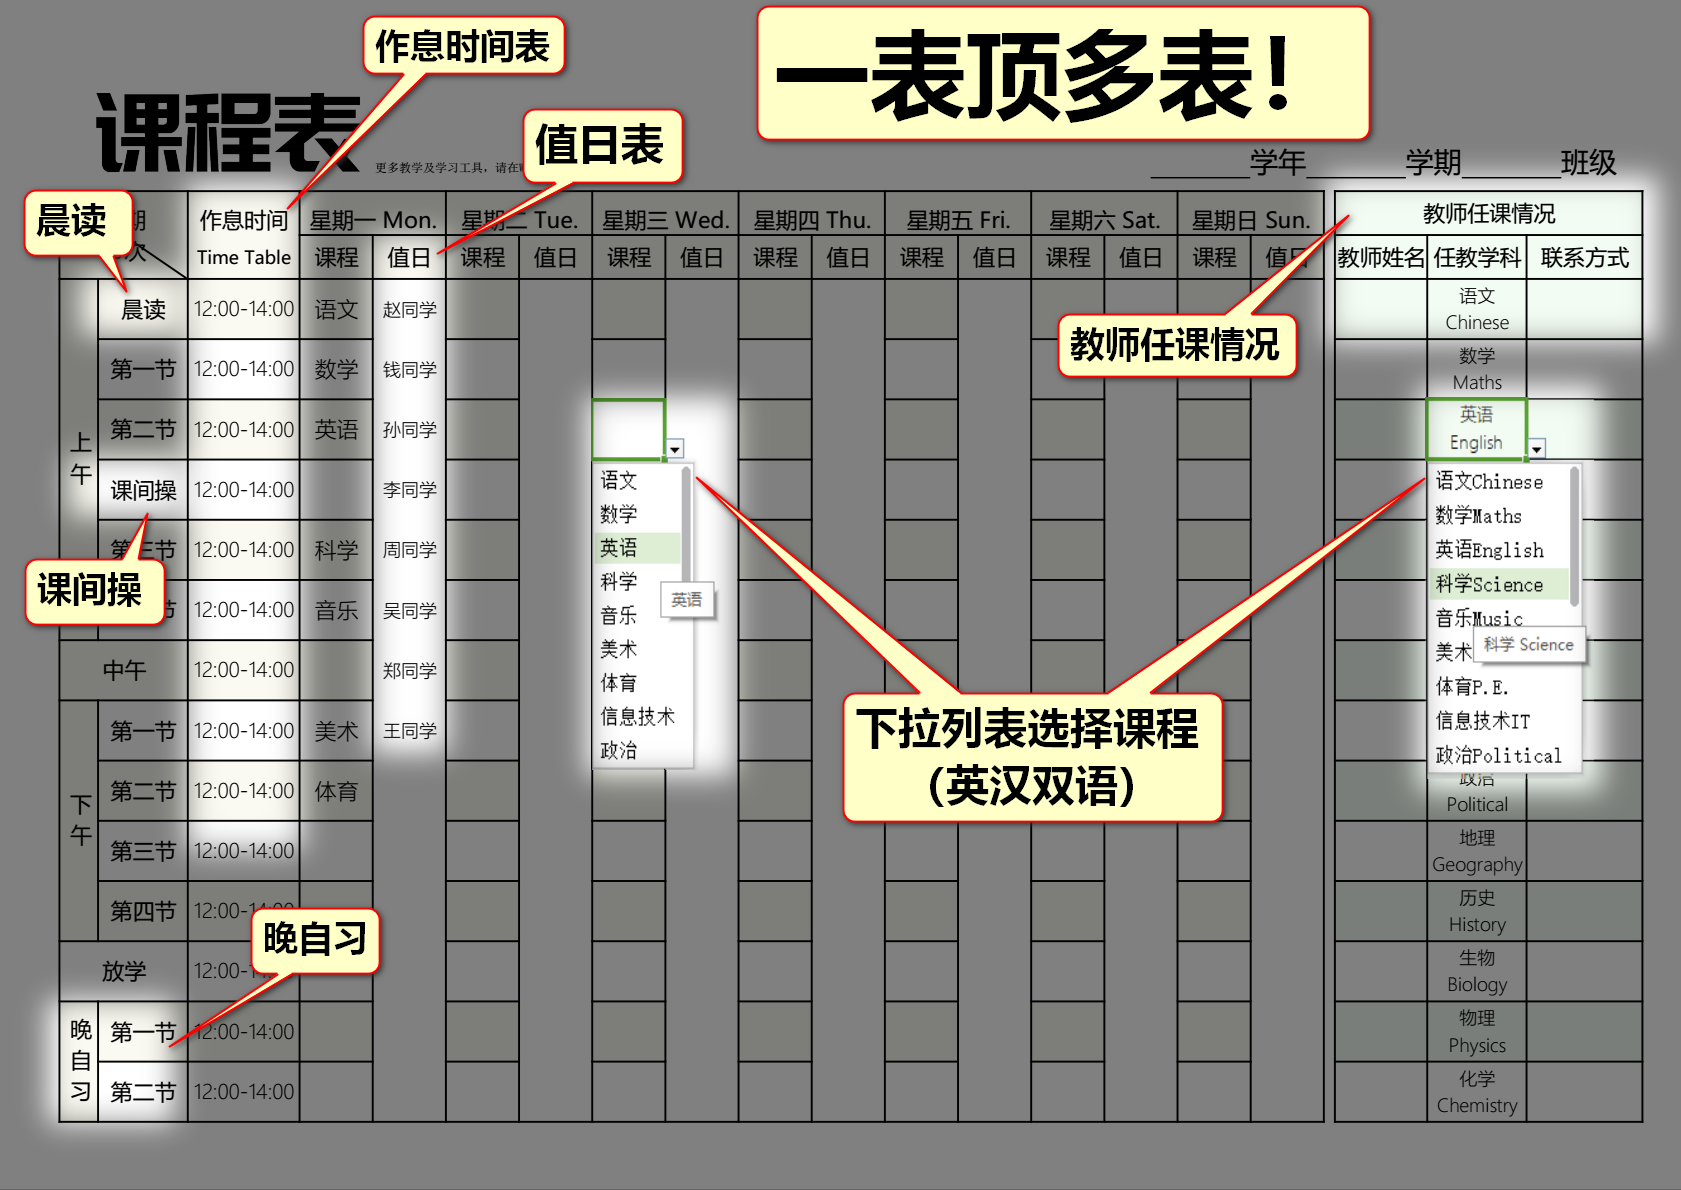 作息时间表
一表顶多表！
课程表
更多教学及学习工具，请在
值日表
学年 学期 班级
晨读
期
次
作息时间
Time Table
星期一 Mon.
星期二 Tue.
星期三 Wed.
星期四 Thu.
星期五 Fri.
星期六 Sat.
星期日 Sun.
课程 值日 课程 值日 课程 值日 课程 值日 课程 值日 课程 值日 课程 值日
教师任课情况
教师姓名 任教学科 联系方式
教师任课情况
上午
晨读 12:00-14:00 语文 赵同学
第一节 12:00-14:00 数学 钱同学
第二节 12:00-14:00 英语 孙同学
课间操 12:00-14:00 李同学
第三节 12:00-14:00 科学 周同学
课间操
节 12:00-14:00 音乐 吴同学
中午 12:00-14:00 郑同学
下午
第一节 12:00-14:00 美术 王同学
第二节 12:00-14:00 体育
第三节 12:00-14:00
第四节 12:00-14:00
晚自习
放学 12:00-14:00
晚自习
第一节 12:00-14:00
第二节 12:00-14:00
语文
数学
英语
科学
英语
音乐
美术
体育
信息技术
政治
下拉列表选择课程
（英汉双语）
语文
Chinese
数学
Maths
英语
English
语文Chinese
数学Maths
英语English
科学Science
音乐Music
科学 Science
美术
体育P.E.
信息技术IT
政治Political
政治
Political
地理
Geography
历史
History
生物
Biology
物理
Physics
化学
Chemistry